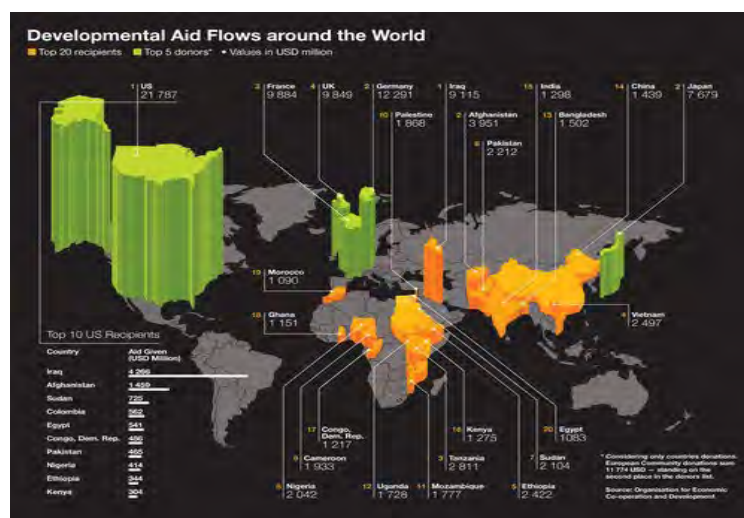 Developmental Aid Flows around the World
Top 20 recipients Top 5 donors* • Values in USD million
1 US
21 787
3 France
9 884
4 UK
9 849
2 Germany
12 291
10 Palestine
1 868
1 Iraq
9 115
2 Afghanistan
3 951
6 Pakistan
2 212
15 India
1 298
13 Bangladesh
1 502
14 China
1 439
2 Japan
7 679
19 Morocco
1 090
18 Ghana
1 151
4 Vietnam
2 497
Top 10 US Recipients
Country Aid Given
(USD Million)
Iraq 4 266
Afghanistan 1 459
Sudan 725
Colombia 562
Egypt 541
Congo, Dem. Rep. 486
Pakistan 465
Nigeria 414
Ethiopia 344
Kenya 304
17 Congo,
Dem. Rep.
1 217
9 Cameroon
1 933
8 Nigeria
2 042
12 Uganda
1 728
16 Kenya
1 275
3 Tanzania
2 811
11 Mozambique
1 777
20 Egypt
1083
7 Sudan
2 104
5 Ethiopia
2 422
* Considering only countries donations.
European Community donations sum
11 774 USD — standing on the
second place in the donors list.
Source: Organisation for Economic
Co-operation and Development